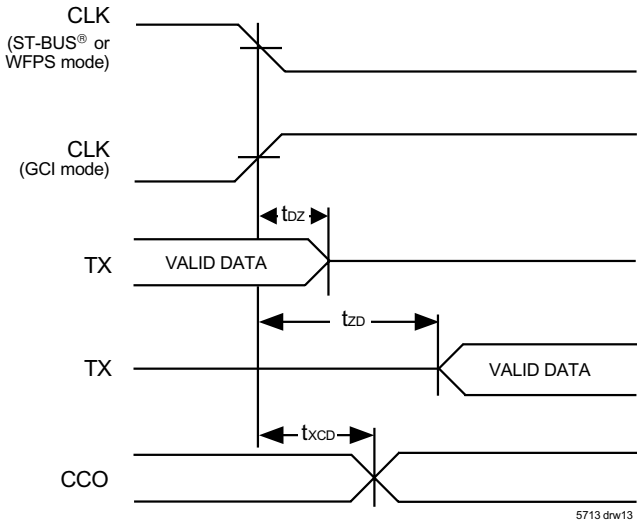 CLK
(ST-BUS® or
WFPS mode)
CLK
(GCI mode)
tDZ
TX
VALID DATA
tZD
TX
VALID DATA
tXCD
CCO
5713 drw13